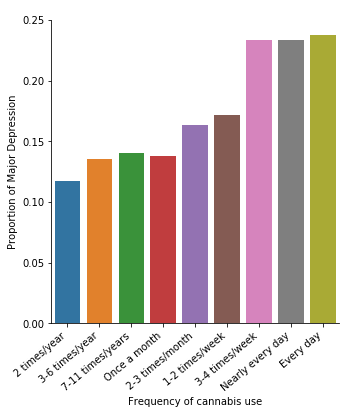 0.25
0.20
0.15
0.10
0.05
0.00
Proportion of Major Depression
2 times/year
3-6 times/year
7-11 times/years
Once a month
2-3 times/month
1-2 times/week
3-4 times/week
Nearly every day
Every day
Frequency of cannabis use